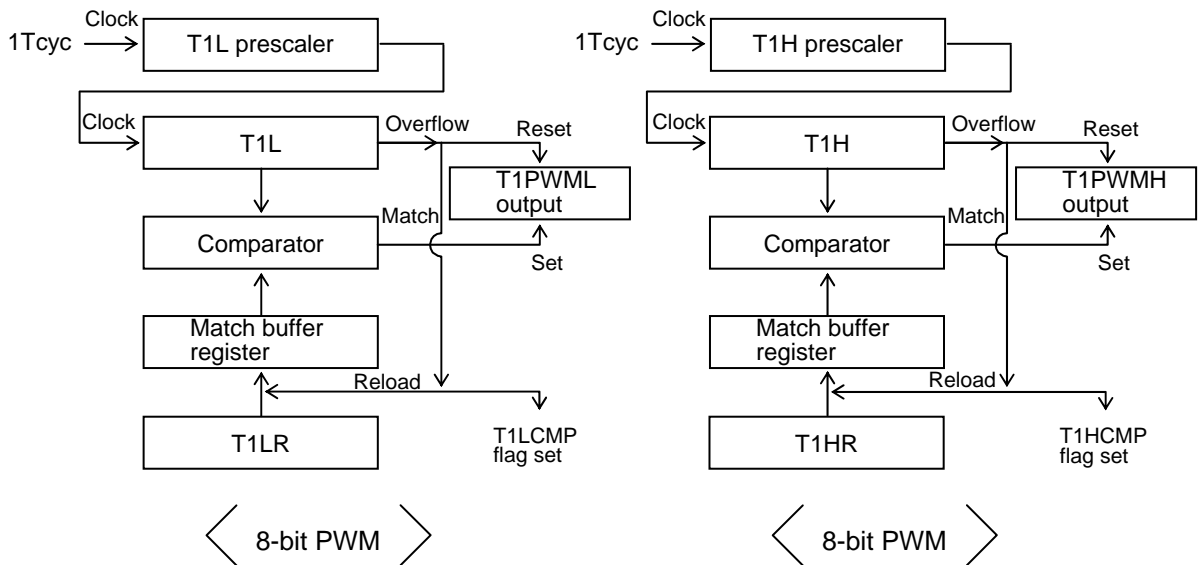 Clock
1Tcyc
T1L prescaler
Clock
T1L
Overflow
Reset
T1PWML
output
Comparator
Match
Set
Match buffer
register
Reload
T1LR
T1LCMP
flag set
8-bit PWM
Clock
1Tcyc
T1H prescaler
Clock
T1H
Overflow
Reset
T1PWMH
output
Comparator
Match
Set
Match buffer
register
Reload
T1HR
T1HCMP
flag set
8-bit PWM